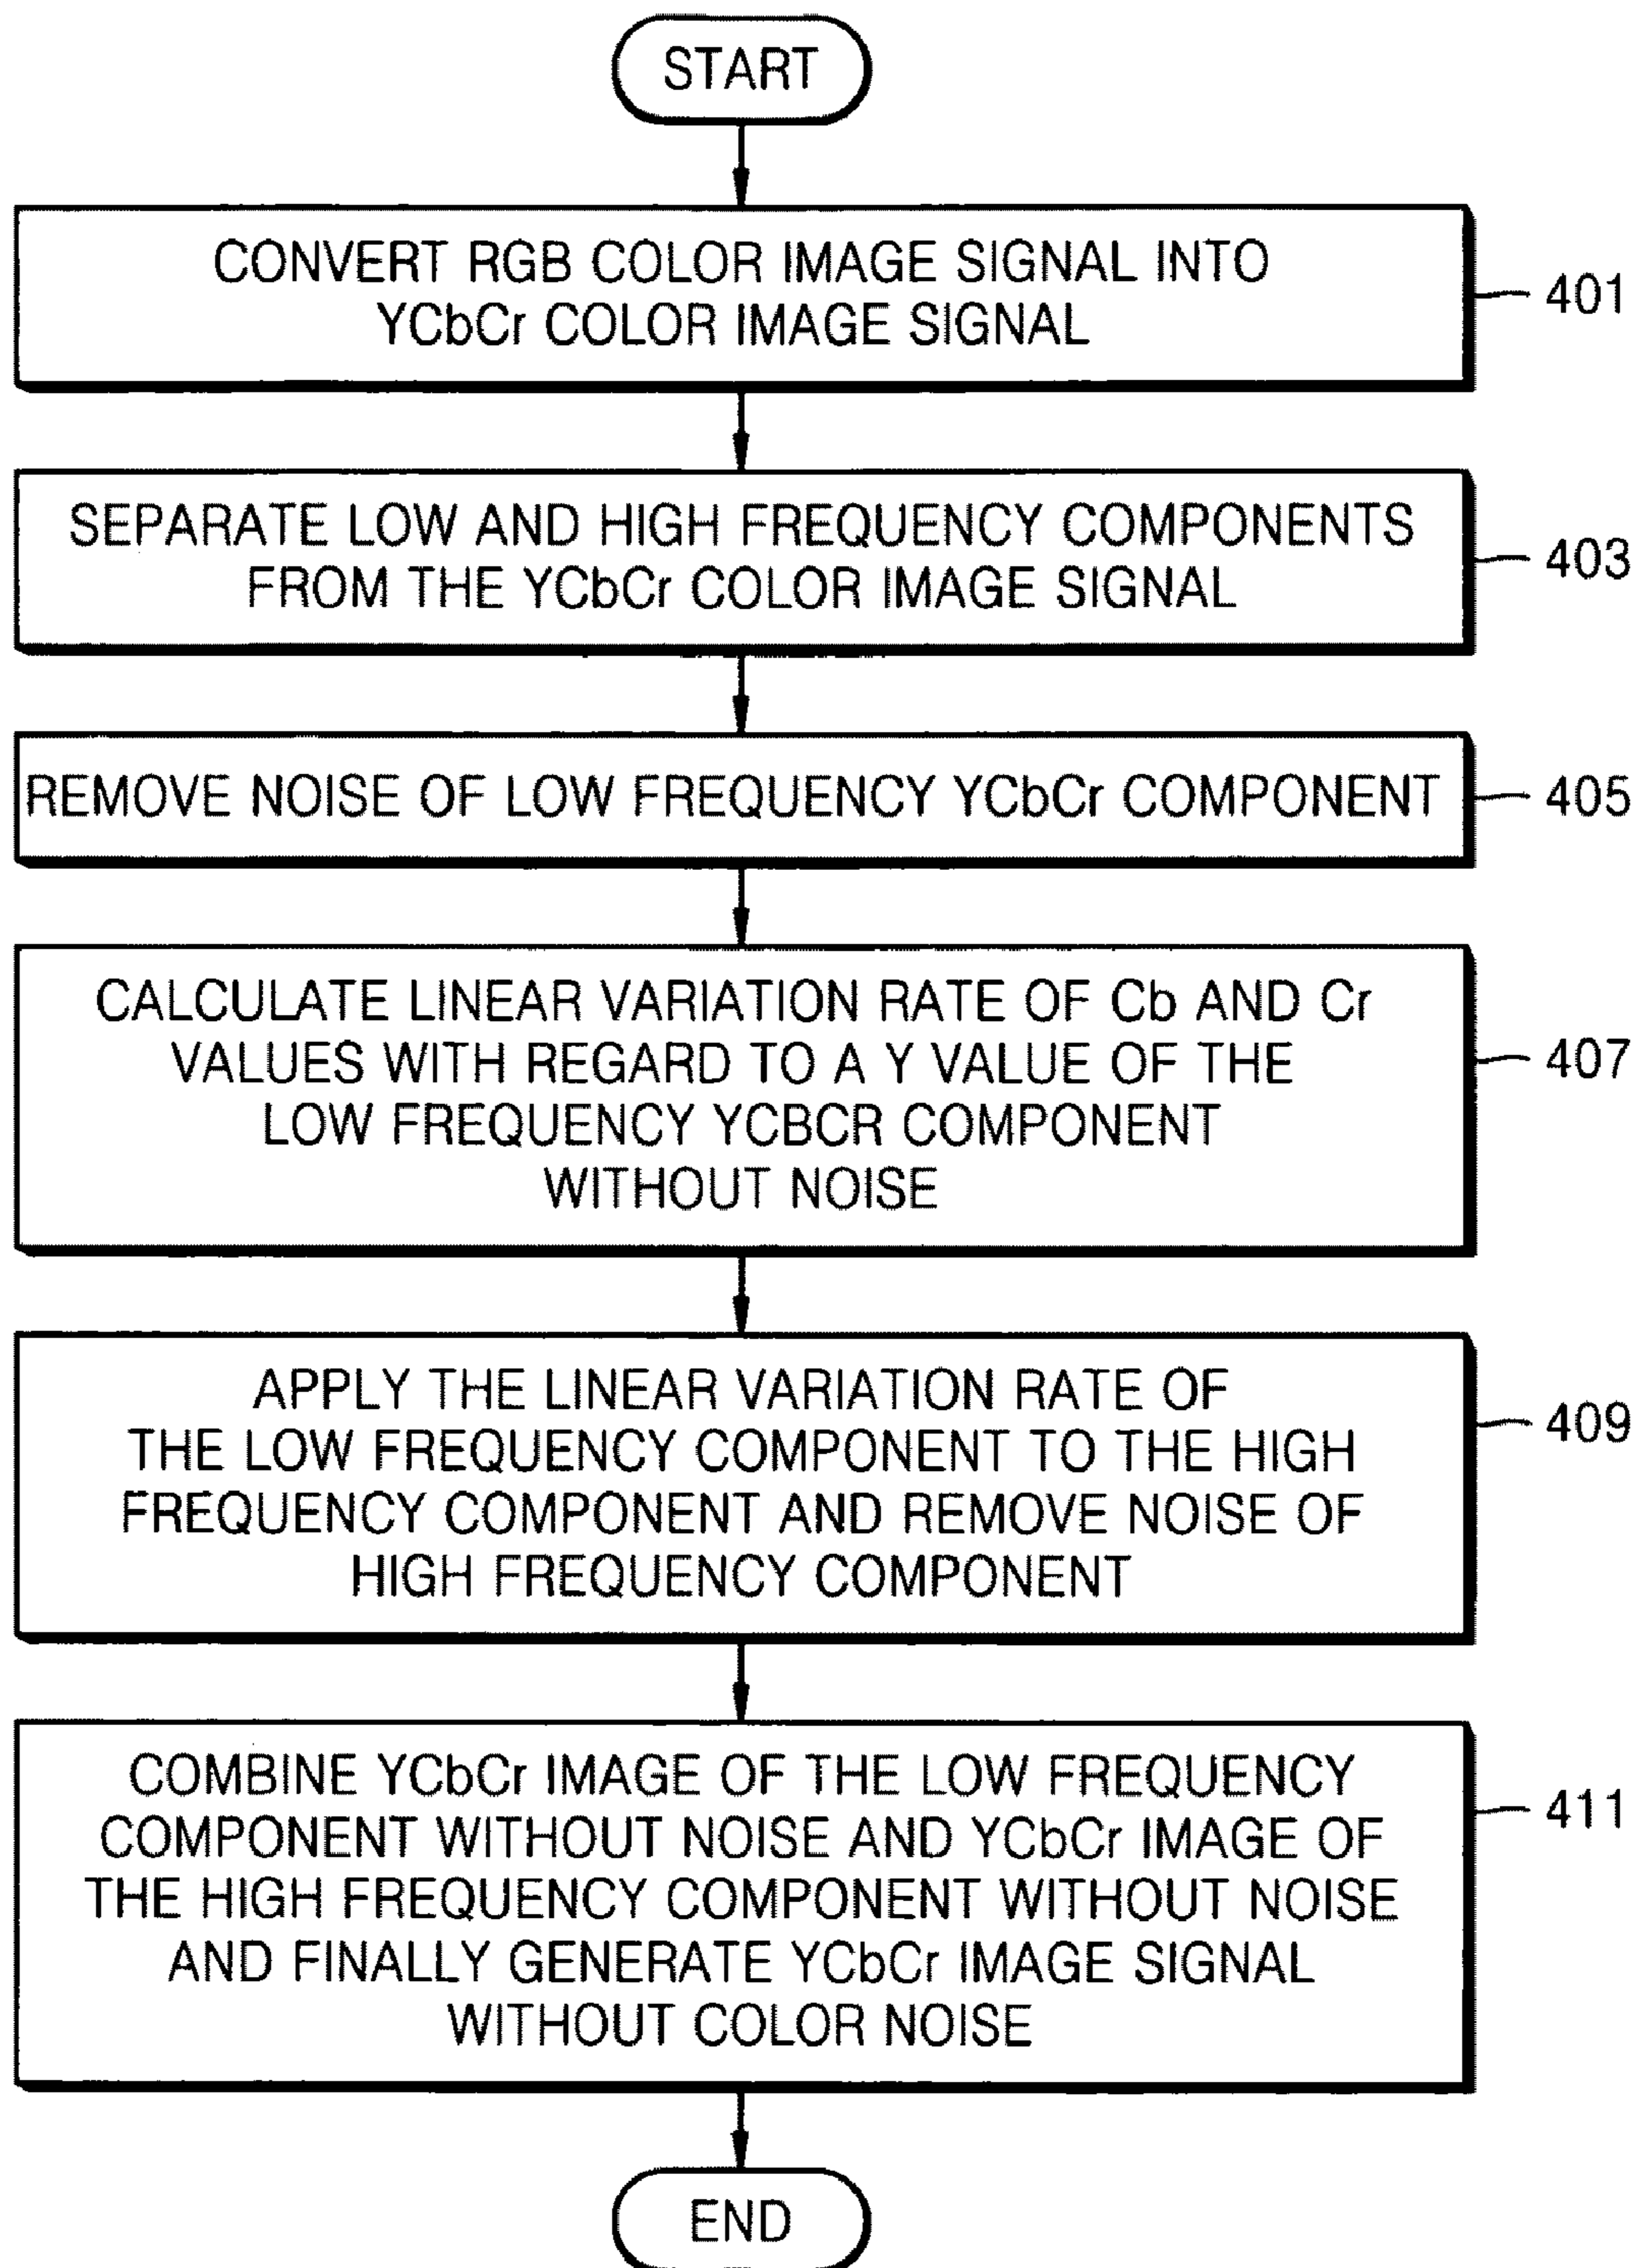 START
CONVERT RGB COLOR IMAGE SIGNAL INTO
YCbCr COLOR IMAGE SIGNAL
401
SEPARATE LOW AND HIGH FREQUENCY COMPONENTS
FROM THE YCbCr COLOR IMAGE SIGNAL
403
REMOVE NOISE OF LOW FREQUENCY YCbCr COMPONENT
405
CALCULATE LINEAR VARIATION RATE OF Cb AND Cr
VALUES WITH REGARD TO A Y VALUE OF THE
LOW FREQUENCY YCBCR COMPONENT
WITHOUT NOISE
407
APPLY THE LINEAR VARIATION RATE OF
THE LOW FREQUENCY COMPONENT TO THE HIGH
FREQUENCY COMPONENT AND REMOVE NOISE OF
HIGH FREQUENCY COMPONENT
409
COMBINE YCbCr IMAGE OF THE LOW FREQUENCY
COMPONENT WITHOUT NOISE AND YCbCr IMAGE OF
THE HIGH FREQUENCY COMPONENT WITHOUT NOISE
AND FINALLY GENERATE YCbCr IMAGE SIGNAL
WITHOUT COLOR NOISE
411
END